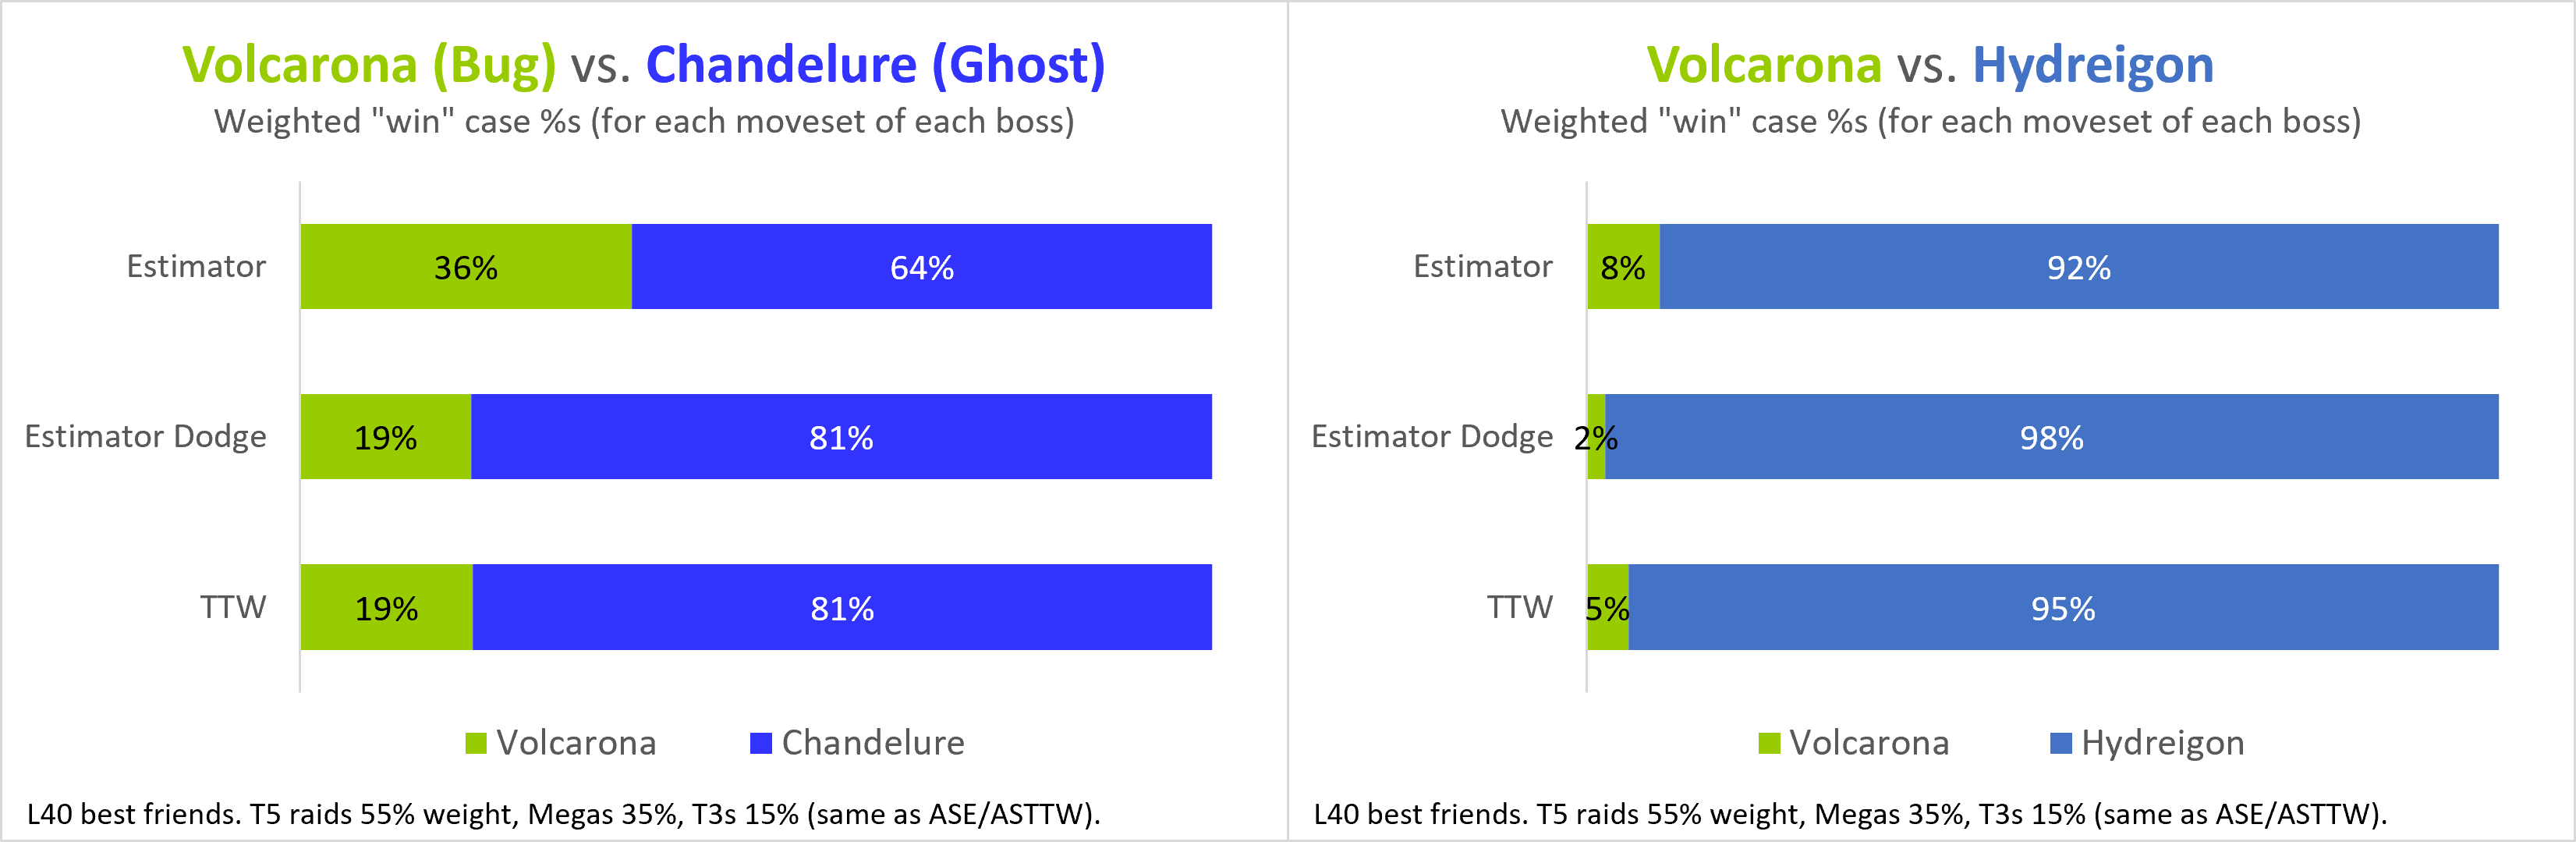 Volcarona (Bug) vs. Chandelure (Ghost)
Weighted "win" case %s (for each moveset of each boss)
Estimator
36%
64%
Estimator Dodge
19%
81%
TTW
19%
81%
Volcarona
Chandelure
L40 best friends. T5 raids 55% weight, Megas 35%, T3s 15% (same as ASE/ASTTW).
Volcarona vs. Hydreigon
Weighted "win" case %s (for each moveset of each boss)
Estimator
8%
92%
Estimator Dodge
2%
98%
TTW
5%
95%
Volcarona
Hydreigon
L40 best friends. T5 raids 55% weight, Megas 35%, T3s 15% (same as ASE/ASTTW).